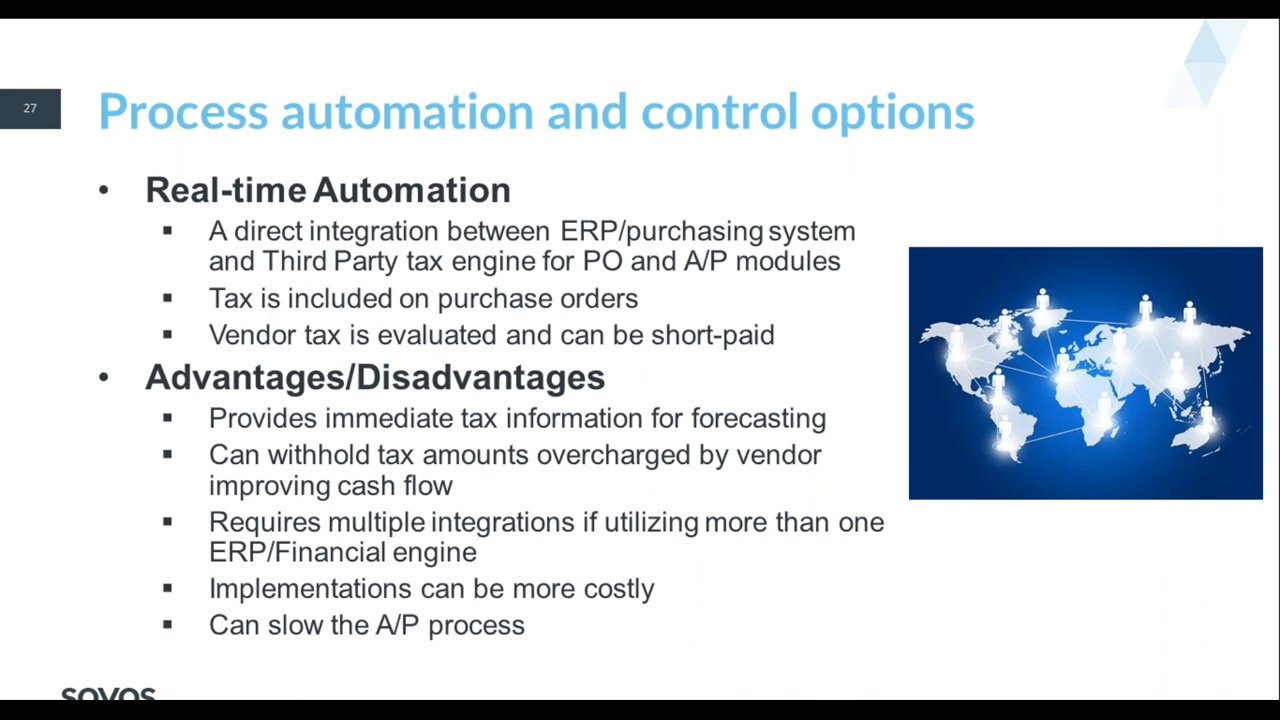 27
Process automation and control options
• Real-time Automation
▪ A direct integration between ERP/purchasing system
and Third Party tax engine for PO and A/P modules
▪ Tax is included on purchase orders
▪ Vendor tax is evaluated and can be short-paid
• Advantages/Disadvantages
▪ Provides immediate tax information for forecasting
▪ Can withhold tax amounts overcharged by vendor
improving cash flow
▪ Requires multiple integrations if utilizing more than one
ERP/Financial engine
▪ Implementations can be more costly
▪ Can slow the A/P process
sovos